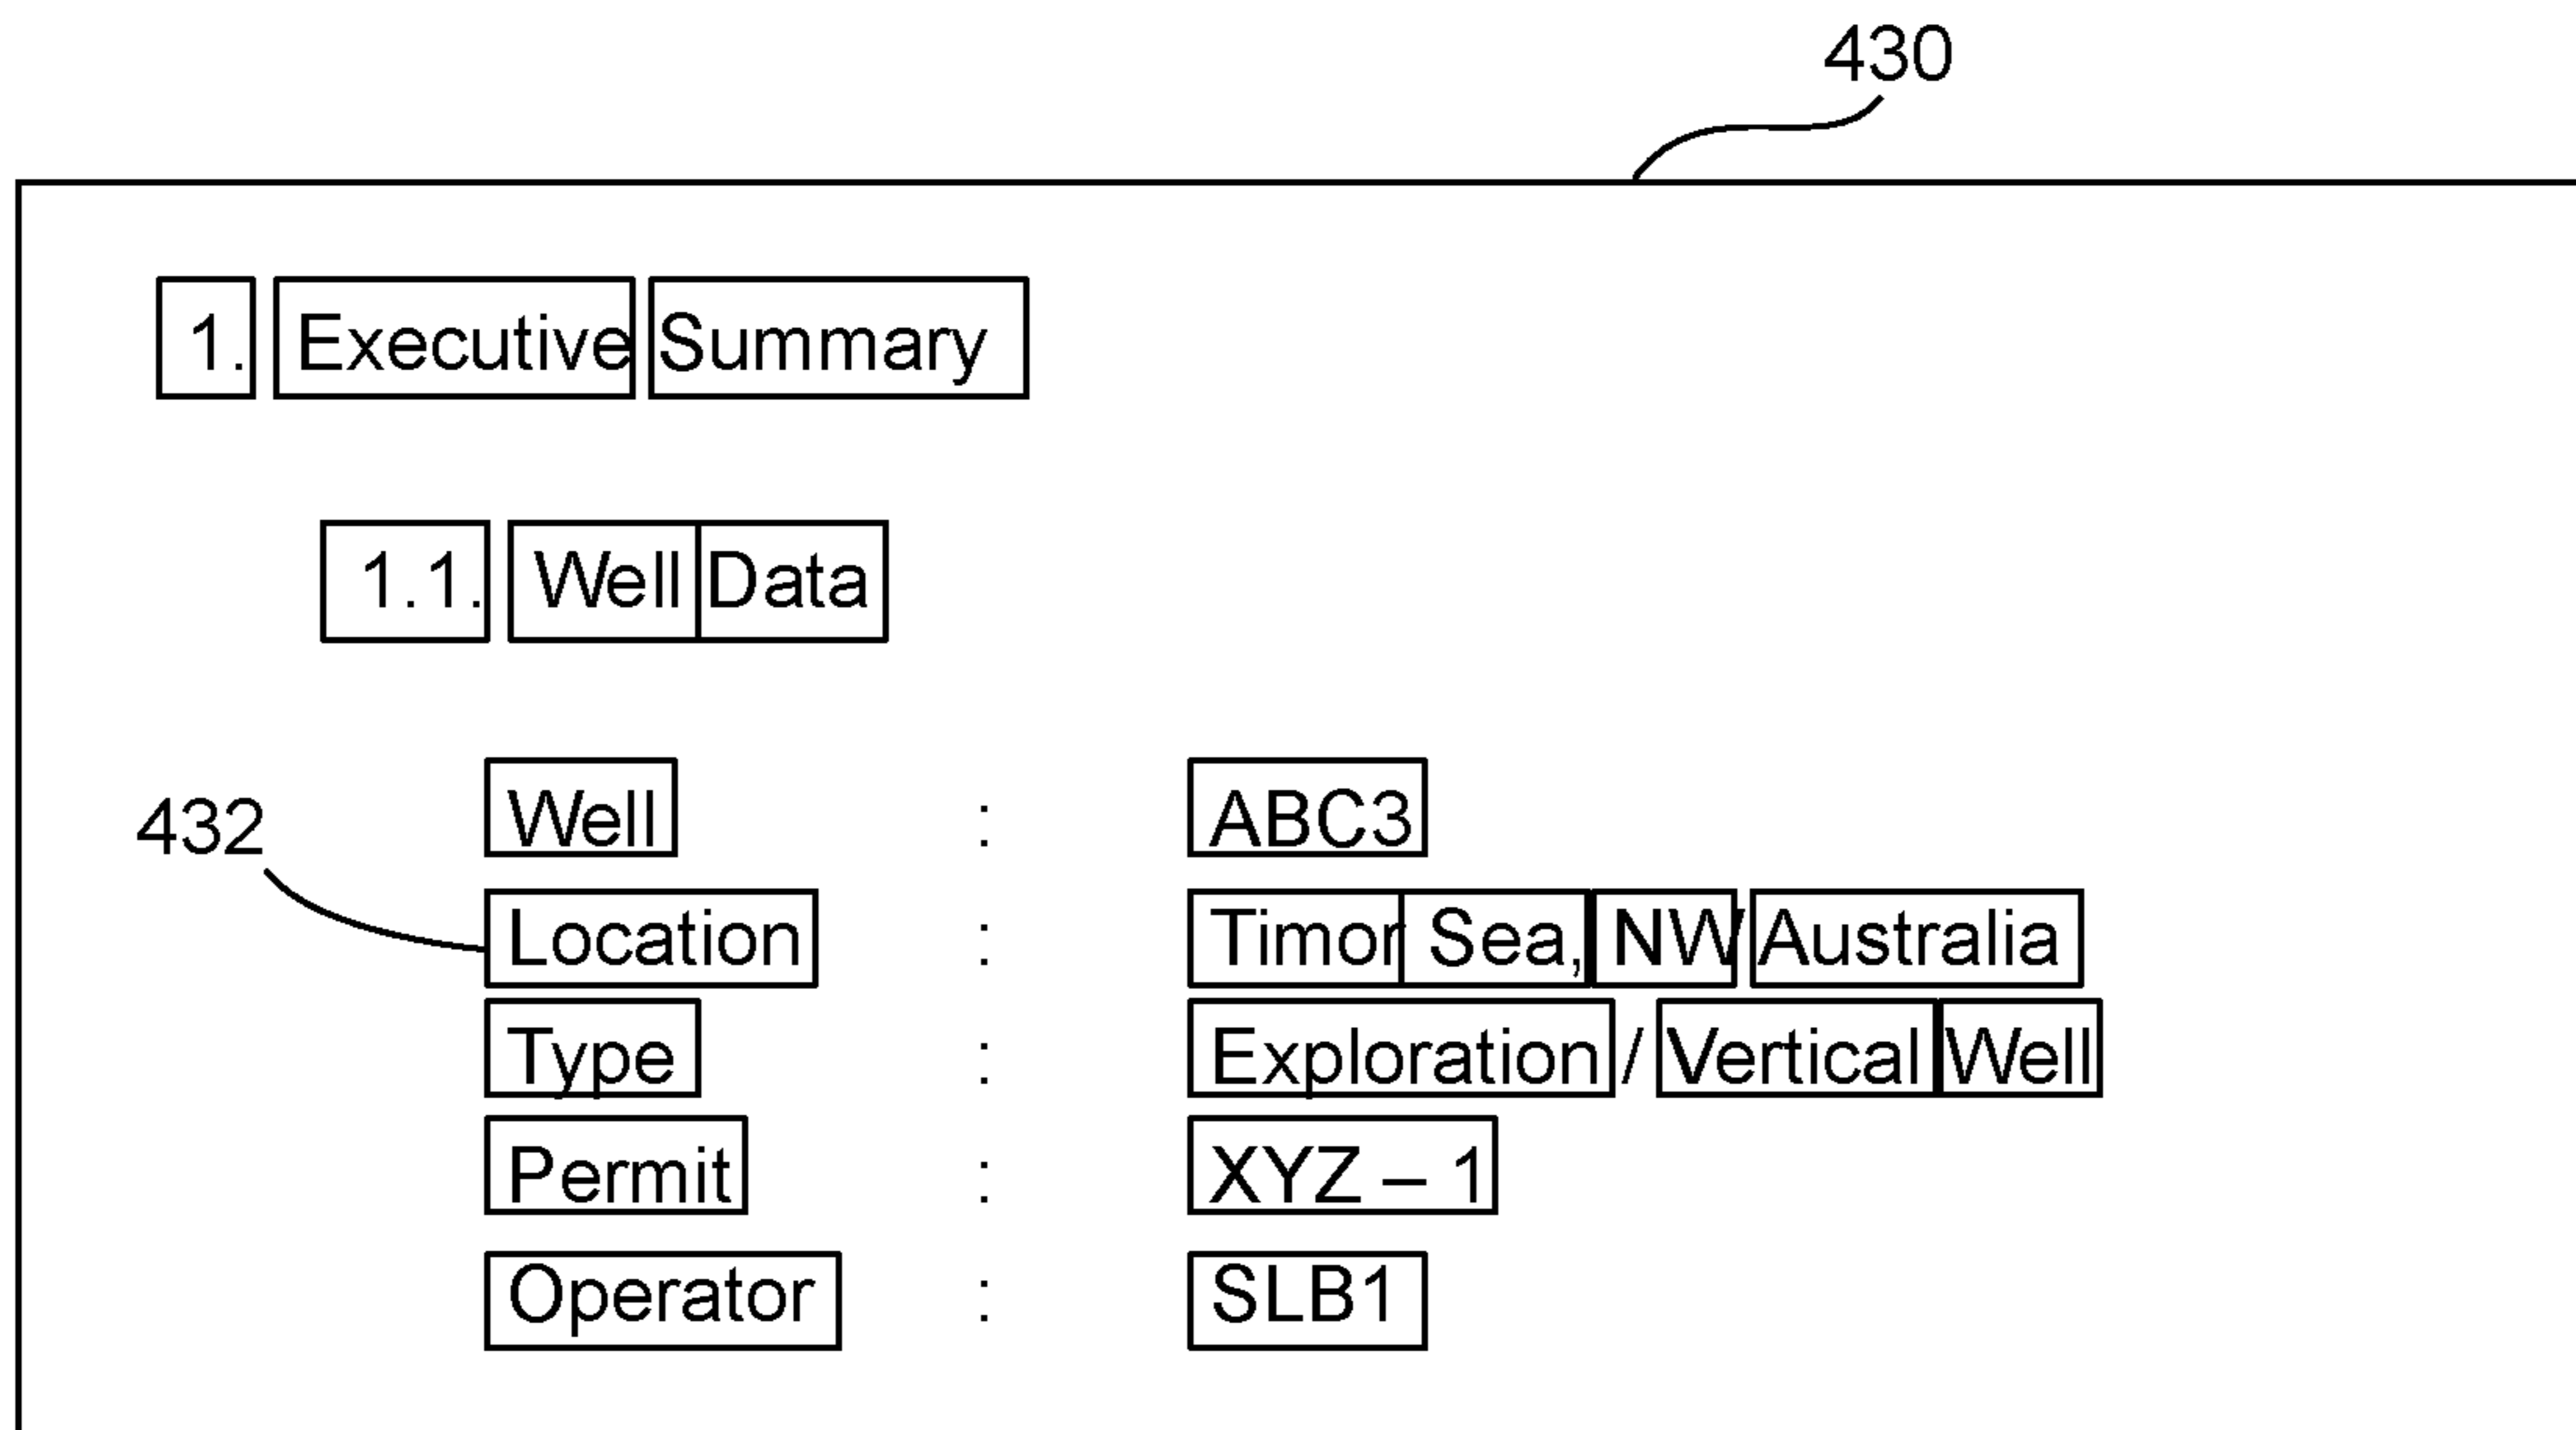 430
1. Executive Summary
1.1. Well Data
Well : ABC3
432
Location : Timor Sea, NW Australia
Type : Exploration / Vertical Well
Permit : XYZ – 1
Operator : SLB1